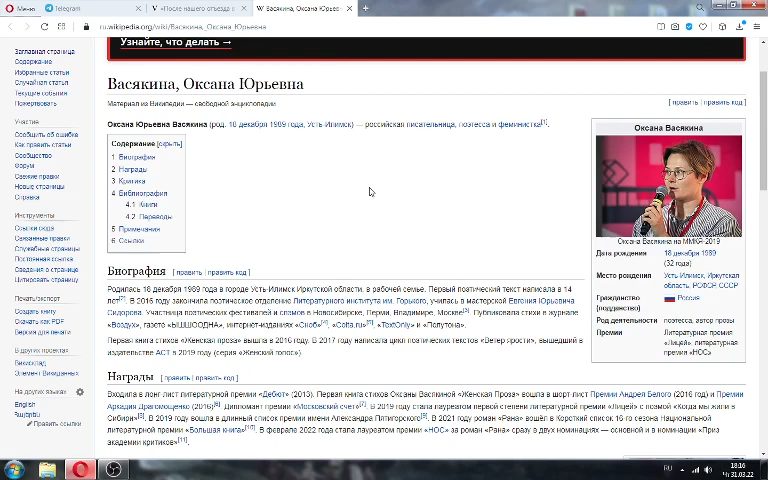 Меню
Telegram
«После нашего отъезда к
Васякина, Оксана Юрьев
ru.wikipedia.org/wiki/Васякина,_Оксана_Юрьевна
Узнайте, что делать →
Заглавная страница
Содержание
Избранные статьи
Случайная статья
Текущие события
Пожертвовать
Участие
Сообщить об ошибке
Как править статьи
Сообщество
Форум
Свежие правки
Новые страницы
Справка
Инструменты
Ссылки сюда
Связанные правки
Служебные страницы
Постоянная ссылка
Сведения о странице
Цитировать страницу
Печать/экспорт
Создать книгу
Скачать как PDF
Версия для печати
В других проектах
Викисклад
Элемент Викиданных
На других языках
English
Править ссылки
Васякина, Оксана Юрьевна
Материал из Википедии — свободной энциклопедии
[ править | править код ]
Оксана Юрьевна Васякина (род. 18 декабря 1989 года, Усть-Илимск) — российская писательница, поэтесса и феминистка[1].
Содержание [скрыть]
1 Биография
2 Награды
3 Критика
4 Библиография
4.1 Книги
4.2 Переводы
5 Примечания
6 Ссылки
Оксана Васякина
Оксана Васякина на ММКЯ-2019
Дата рождения 18 декабря 1989
(32 года)
Место рождения Усть-Илимск, Иркутская
область, РСФСР, СССР
Гражданство Россия
(подданство)
Род деятельности поэтесса, автор прозы
Премии Литературная премия
«Лицей», литературная
премия «НОС»
Биография [ править | править код ]
Родилась 18 декабря 1989 года в городе Усть-Илимск Иркутской области, в рабочей семье. Первый поэтический текст написала в 14
лет[2]. В 2016 году закончила поэтическое отделение Литературного института им. Горького, училась в мастерской Евгения Юрьевича
Сидорова. Участница поэтических фестивалей и слэмов в Новосибирске, Перми, Владимире, Москве[3]. Публиковала стихи в журнале
«Воздух», газете «ЫШШОДНА», интернет-изданиях «Сноб»[4], «Colta.ru»[5], «TextOnly» и «Полутона».
Первая книга стихов «Женская проза» вышла в 2016 году. В 2017 году написала цикл поэтических текстов «Ветер ярости», вышедший в
издательстве АСТ в 2019 году (серия «Женский голос»).
Награды [ править | править код ]
Входила в лонг-лист литературной премии «Дебют» (2013). Первая книга стихов Оксаны Васякиной «Женская Проза» вошла в шорт-лист Премии Андрея Белого (2016 год) и Премии
Аркадия Драгомощенко (2016)[6]. Дипломант премии «Московский счет»[7]. В 2019 году стала лауреатом первой степени литературной премии «Лицей» с поэмой «Когда мы жили в
Сибири»[8]. В 2019 году вошла в длинный список премии имени Александра Пятигорского[9]. В 2021 году роман «Рана» вошёл в Короткий список 16-го сезона Национальной
литературной премии «Большая книга»[10]. В феврале 2022 года стала лауреатом премии «НОС» за роман «Рана» сразу в двух номинациях — основной и в номинации «Приз
академии критиков»[11].
RU
18:16
Чт 31.03.22